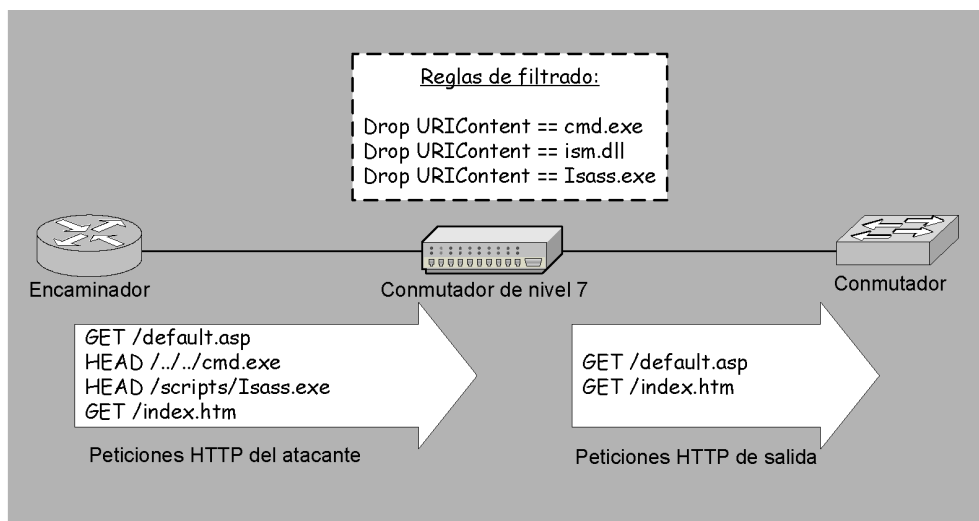 Reglas de filtrado:
Drop URIContent == cmd.exe
Drop URIContent == ism.dll
Drop URIContent == Isass.exe
Encaminador
Conmutador de nivel 7
Conmutador
GET /default.asp
HEAD /../../cmd.exe
HEAD /scripts/Isass.exe
GET /index.htm
GET /default.asp
GET /index.htm
Peticiones HTTP del atacante
Peticiones HTTP de salida